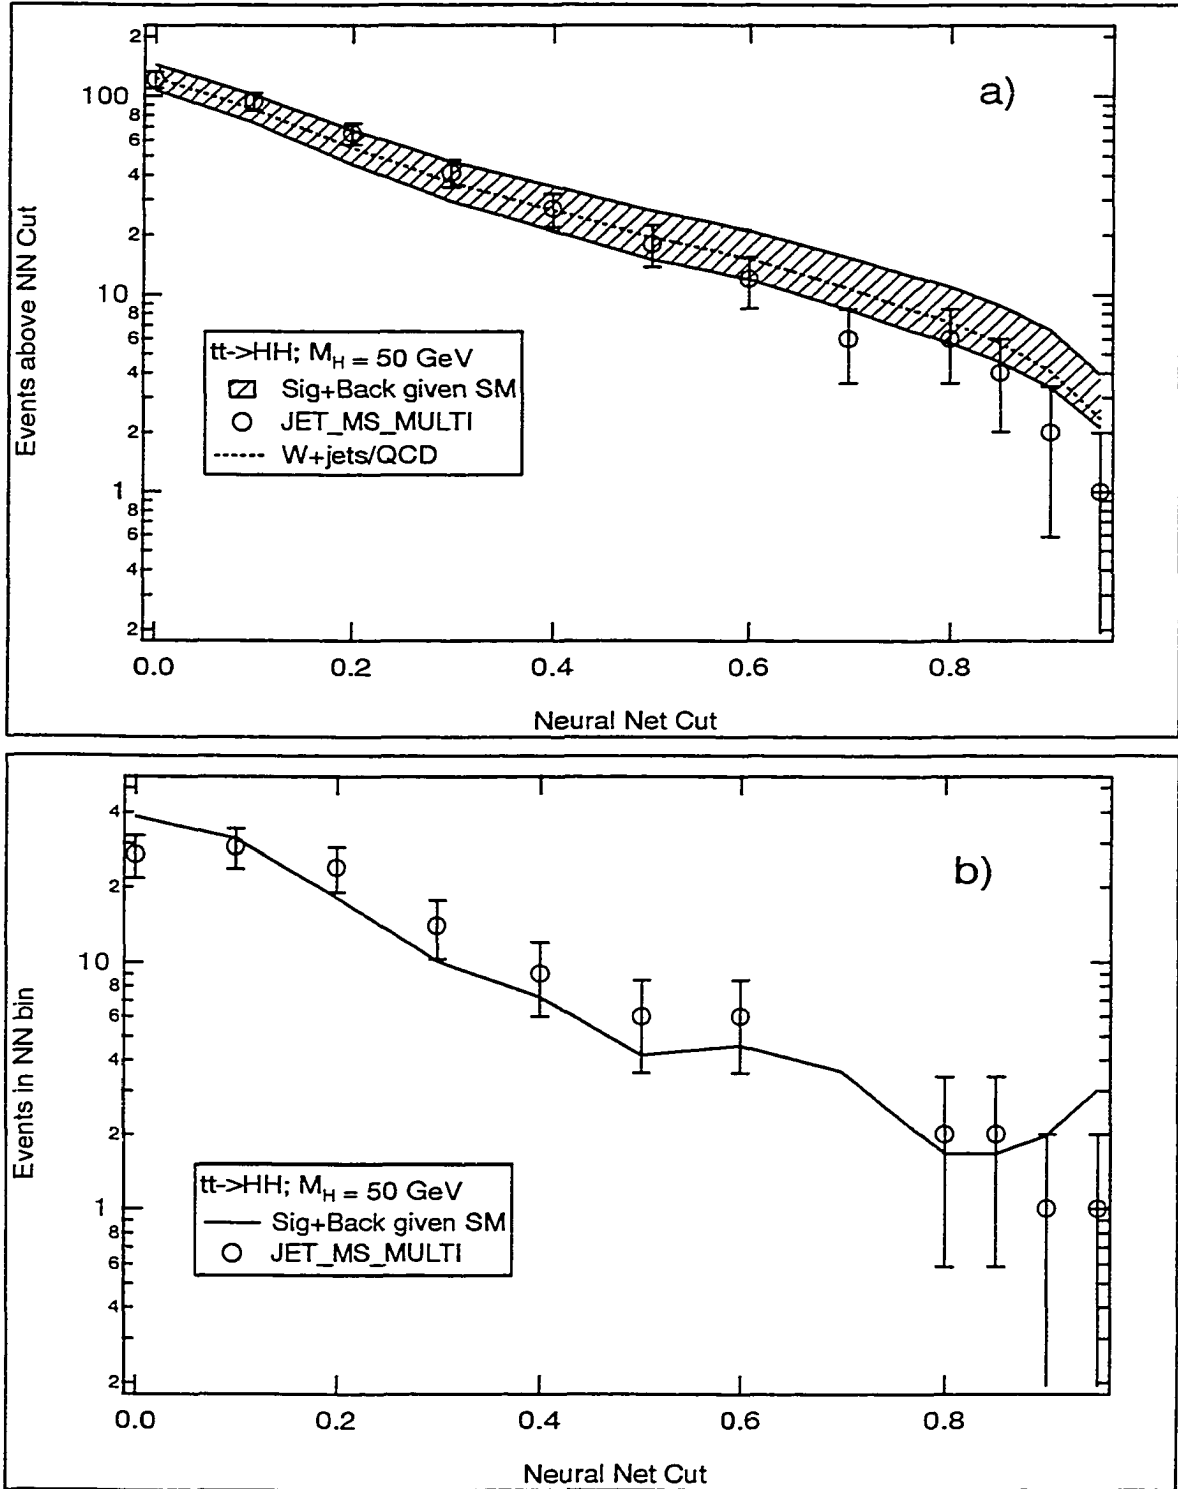 2
100
8
6
4
2
10
8
6
4
2
1
8
6
4
2
Events above NN Cut
a)
tt->HH; M_H = 50 GeV
Sig+Back given SM
JET_MS_MULTI
W+jets/QCD
0.0 0.2 0.4 0.6 0.8
Neural Net Cut
4
2
10
8
6
4
2
1
8
6
4
2
Events in NN bin
b)
tt->HH; M_H = 50 GeV
Sig+Back given SM
JET_MS_MULTI
0.0 0.2 0.4 0.6 0.8
Neural Net Cut